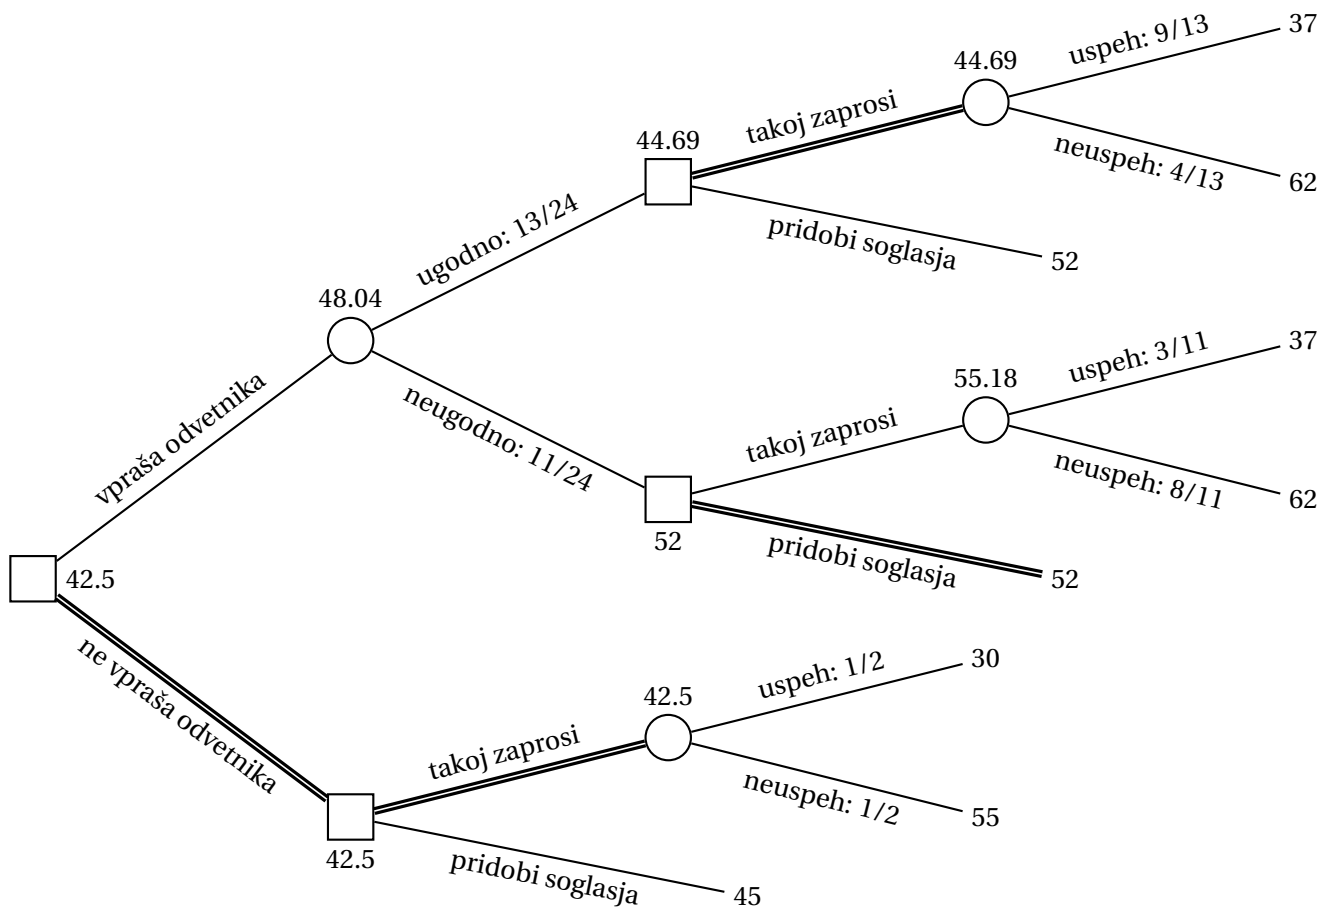 uspeh: 9/13
37
44.69
takoj zaprosi
neuspeh: 4/13
62
44.69
pridobi soglasja
52
ugodno: 13/24
48.04
neugodno: 11/24
vpraša odvetnika
uspeh: 3/11
37
55.18
takoj zaprosi
neuspeh: 8/11
62
52
pridobi soglasja
52
42.5
ne vpraša odvetnika
uspeh: 1/2
30
42.5
takoj zaprosi
neuspeh: 1/2
55
42.5
pridobi soglasja
45